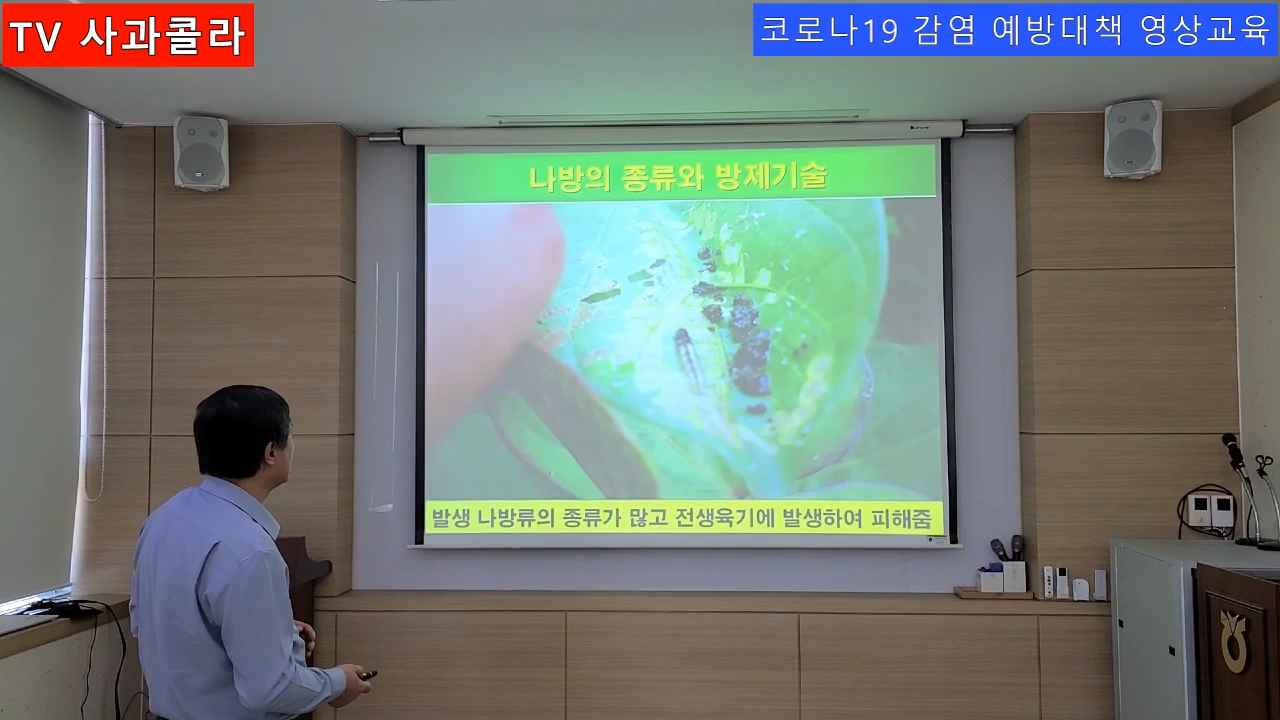 TV 사과콜라
코로나19 감염 예방대책 영상교육
나방의 종류와 방제기술
발생 나방류의 종류가 많고 전생육기에 발생하여 피해줌